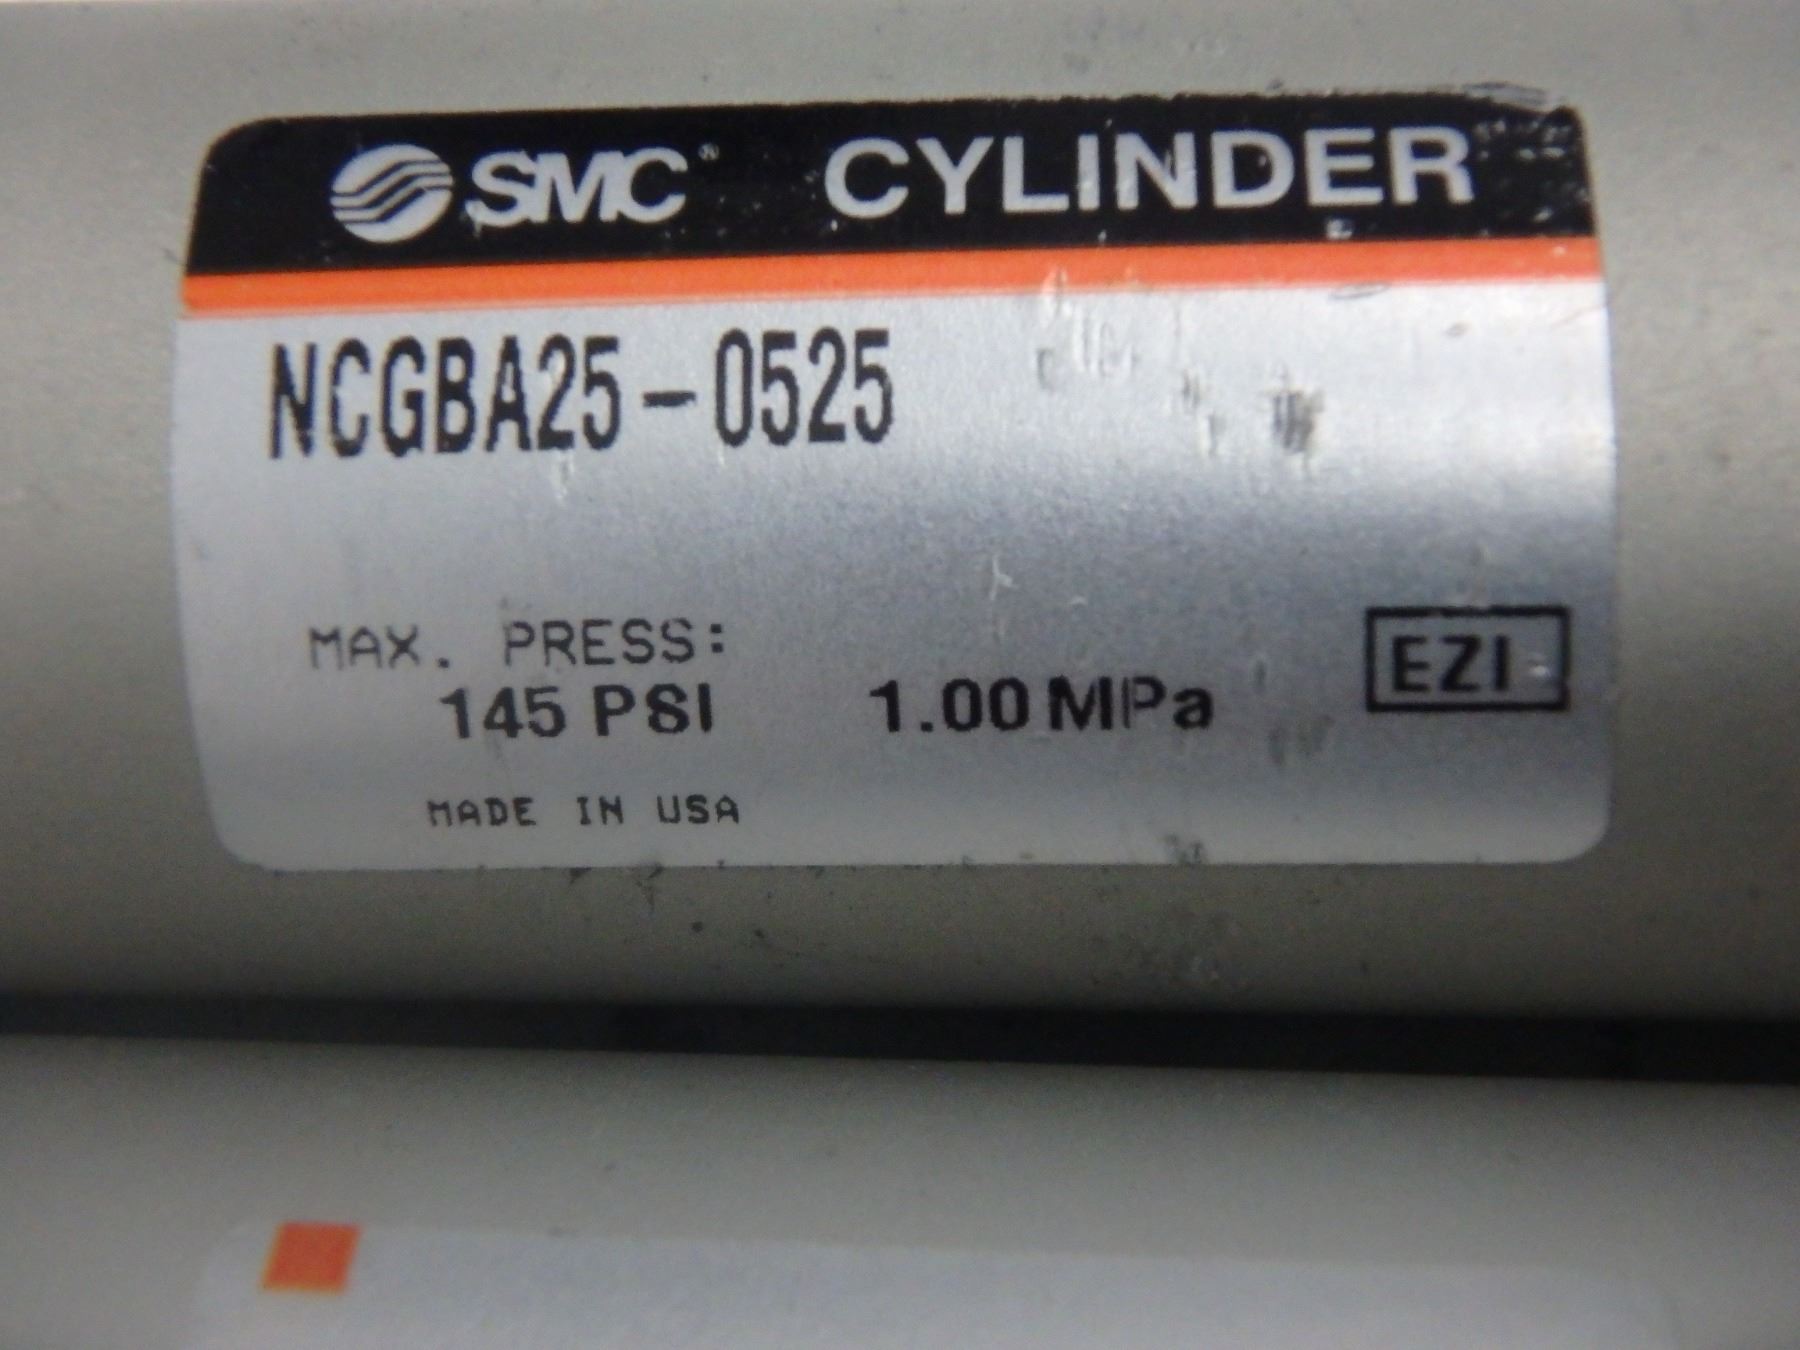 SMC® CYLINDER
NCGBA25-0525
MAX. PRESS:
145 PSI 1.00 MPa
EZI
MADE IN USA